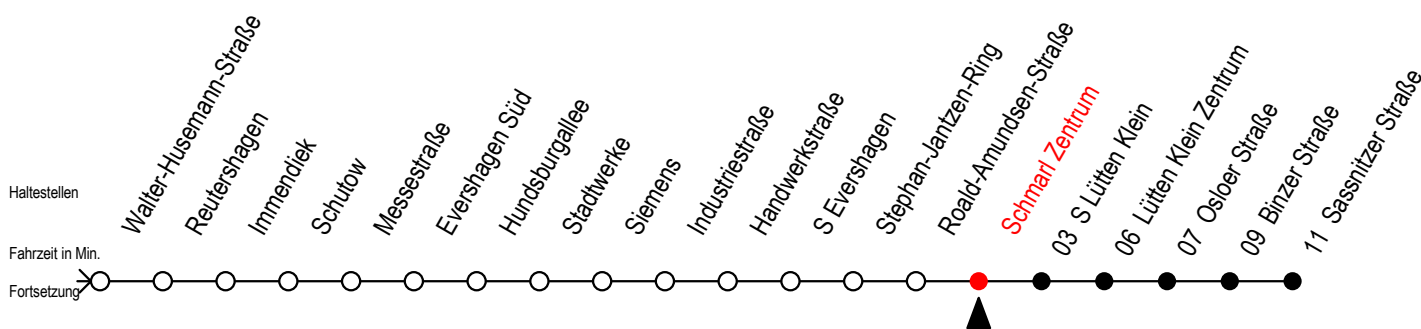 Haltestellen
Walter-Husemann-Straße
Reutershagen
Immendiek
Schutow
Messestraße
Evershagen Süd
Hundsburgallee
Stadtwerke
Siemens
Industriestraße
Handwerkstraße
S Evershagen
Stephan-Jantzen-Ring
Roald-Amundsen-Straße
Schmarl Zentrum
03 S Lütten Klein
06 Lütten Klein Zentrum
07 Osloer Straße
09 Binzer Straße
11 Sassnitzer Straße
Fahrzeit in Min.
Fortsetzung